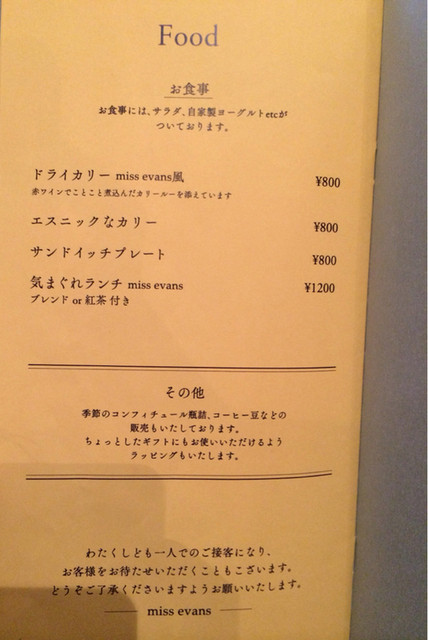 Food
お食事
お食事には、サラダ、自家製ヨーグルトetcが
ついております。
ドライカリー miss evans風 ¥800
赤ワインでことこと煮込んだカリールーを添えています
エスニックなカリー ¥800
サンドイッチプレート ¥800
気まぐれランチ miss evans ¥1200
ブレンド or 紅茶 付き
その他
季節のコンフィチュール瓶詰、コーヒー豆などの
販売もいたしております。
ちょっとしたギフトにもお使いいただけるよう
ラッピングもいたします。
わたくしども一人でのご接客になり、
お客様をお待たせいただくこともございます。
どうぞご了承くださいますようお願いいたします。
miss evans